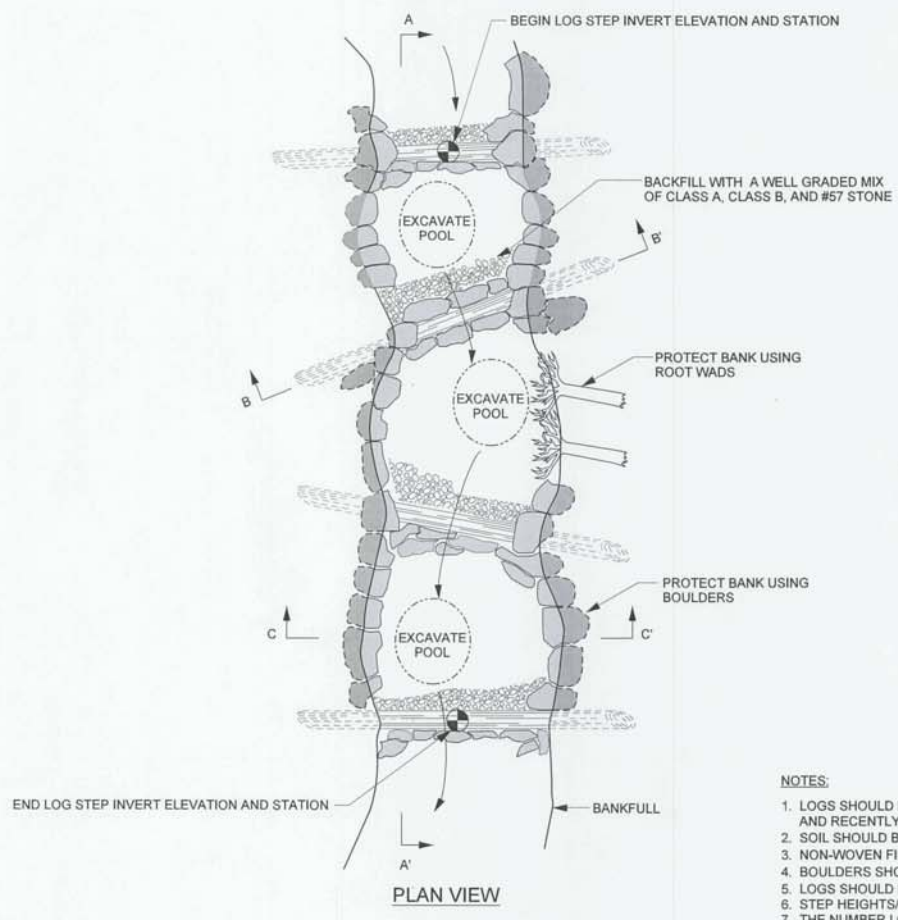 A
BEGIN LOG STEP INVERT ELEVATION AND STATION
BACKFILL WITH A WELL GRADED MIX
OF CLASS A, CLASS B, AND #57 STONE
EXCAVATE
POOL
B'
PROTECT BANK USING
ROOT WADS
B
EXCAVATE
POOL
PROTECT BANK USING
BOULDERS
C
C'
EXCAVATE
POOL
END LOG STEP INVERT ELEVATION AND STATION
BANKFULL
A'
PLAN VIEW
NOTES:
1. LOGS SHOULD
AND RECENTLY
2. SOIL SHOULD
3. NON-WOVEN
4. BOULDERS
5. LOGS SHOULD
6. STEP HEIGHTS/
7. THE NUMBER